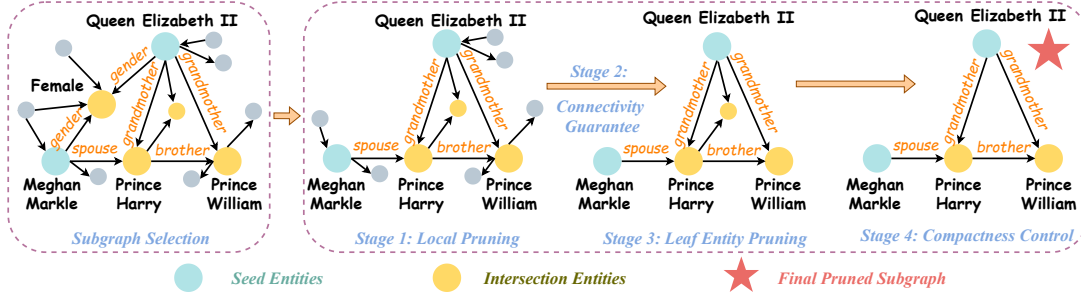 Queen Elizabeth II
Female
gender
gender
grandmother
grandmother
spouse
brother
Meghan
Markle
Prince
Harry
Prince
William
Subgraph Selection
Queen Elizabeth II
grandmother
grandmother
spouse
brother
Meghan
Markle
Prince
Harry
Prince
William
Stage 1: Local Pruning
Stage 2:
Connectivity
Guarantee
Queen Elizabeth II
grandmother
grandmother
spouse
brother
Meghan
Markle
Prince
Harry
Prince
William
Stage 3: Leaf Entity Pruning
Queen Elizabeth II
grandmother
grandmother
spouse
brother
Meghan
Markle
Prince
Harry
Prince
William
Stage 4: Compactness Control
Seed Entities
Intersection Entities
Final Pruned Subgraph